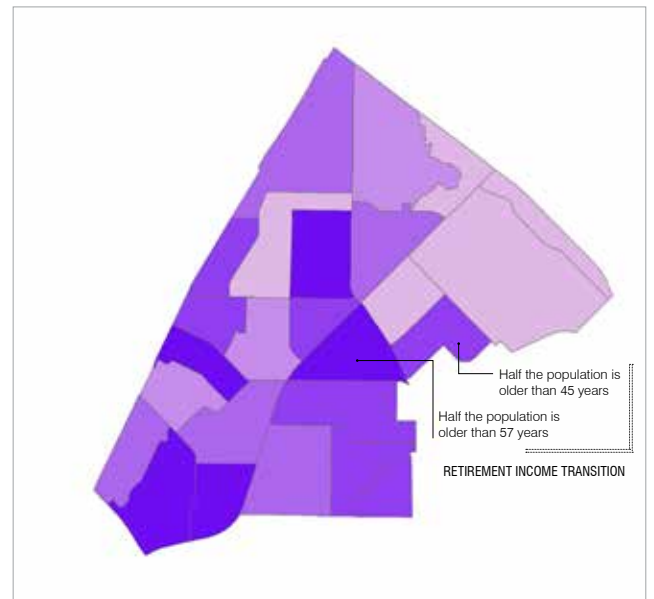 Half the population is
older than 45 years
Half the population is
older than 57 years
RETIREMENT INCOME TRANSITION